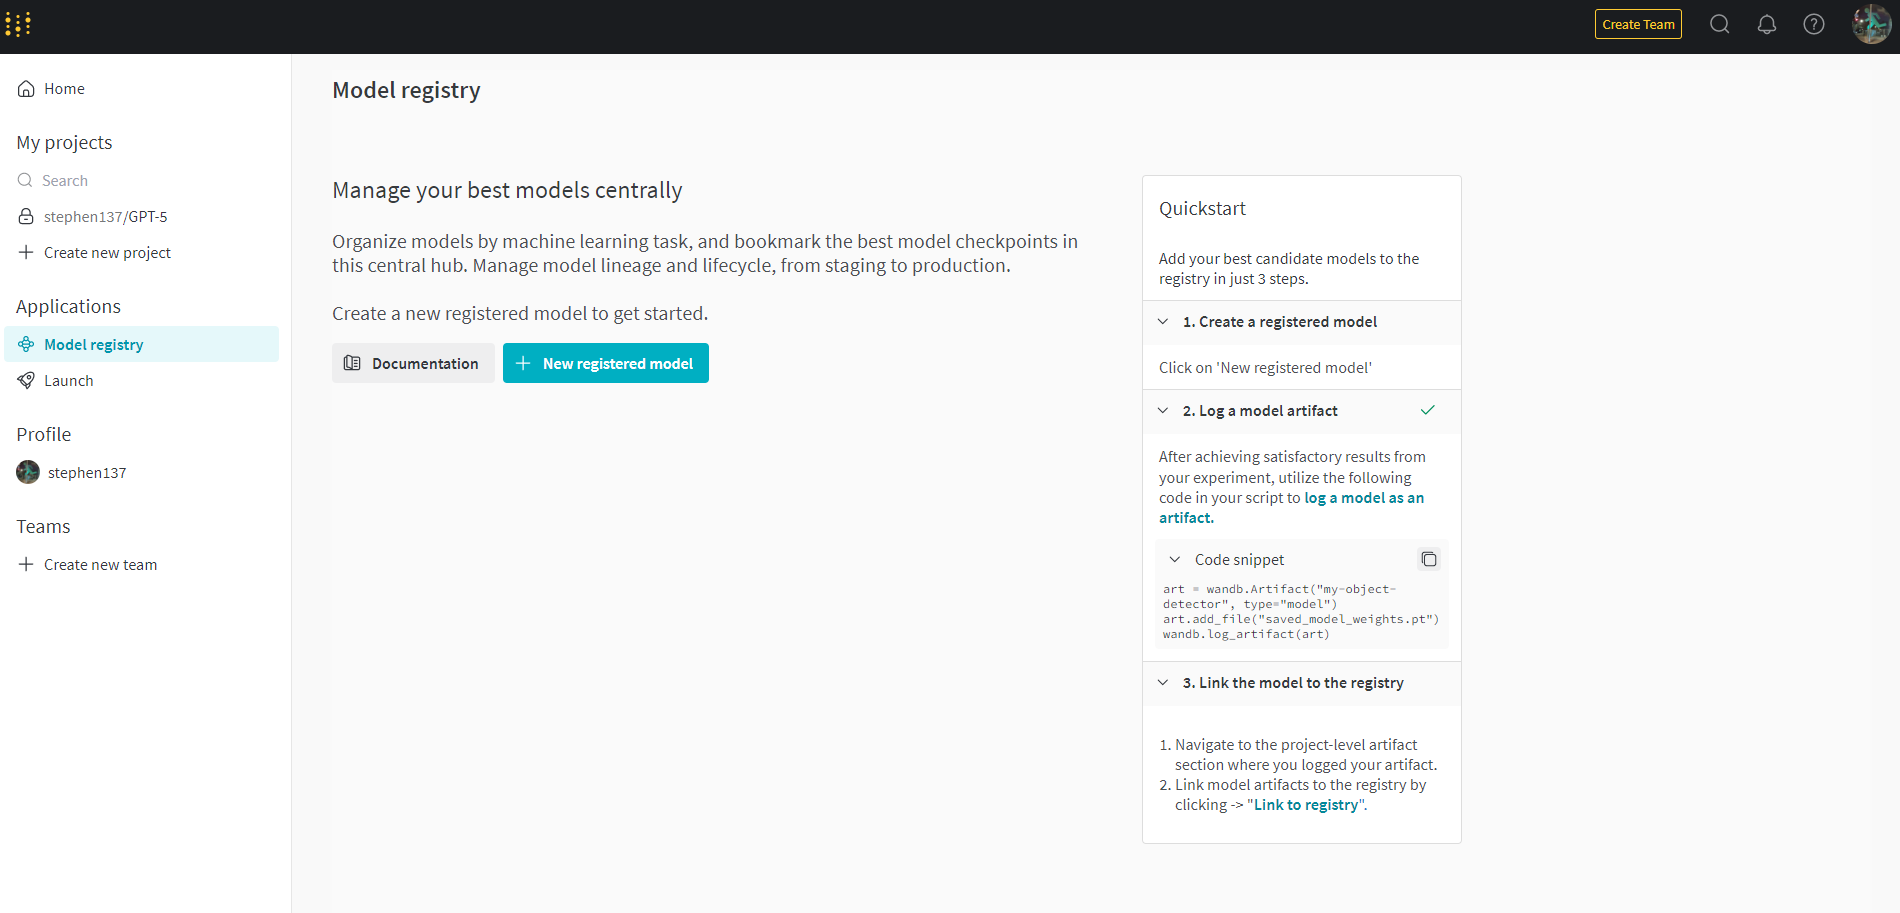 Create Team
Home
My projects
Search
stephen137/GPT-5
Create new project
Applications
Model registry
Launch
Profile
stephen137
Teams
Create new team
Model registry
Manage your best models centrally
Organize models by machine learning task, and bookmark the best model checkpoints in
this central hub. Manage model lineage and lifecycle, from staging to production.
Create a new registered model to get started.
Documentation
New registered model
Quickstart
Add your best candidate models to the
registry in just 3 steps.
1. Create a registered model
Click on 'New registered model'
2. Log a model artifact
After achieving satisfactory results from
your experiment, utilize the following
code in your script to log a model as an
artifact.
Code snippet
art = wandb.Artifact("my-object-
detector", type="model")
art.add_file("saved_model_weights.pt")
wandb.log_artifact(art)
3. Link the model to the registry
1. Navigate to the project-level artifact
section where you logged your artifact.
2. Link model artifacts to the registry by
clicking -> "Link to registry".